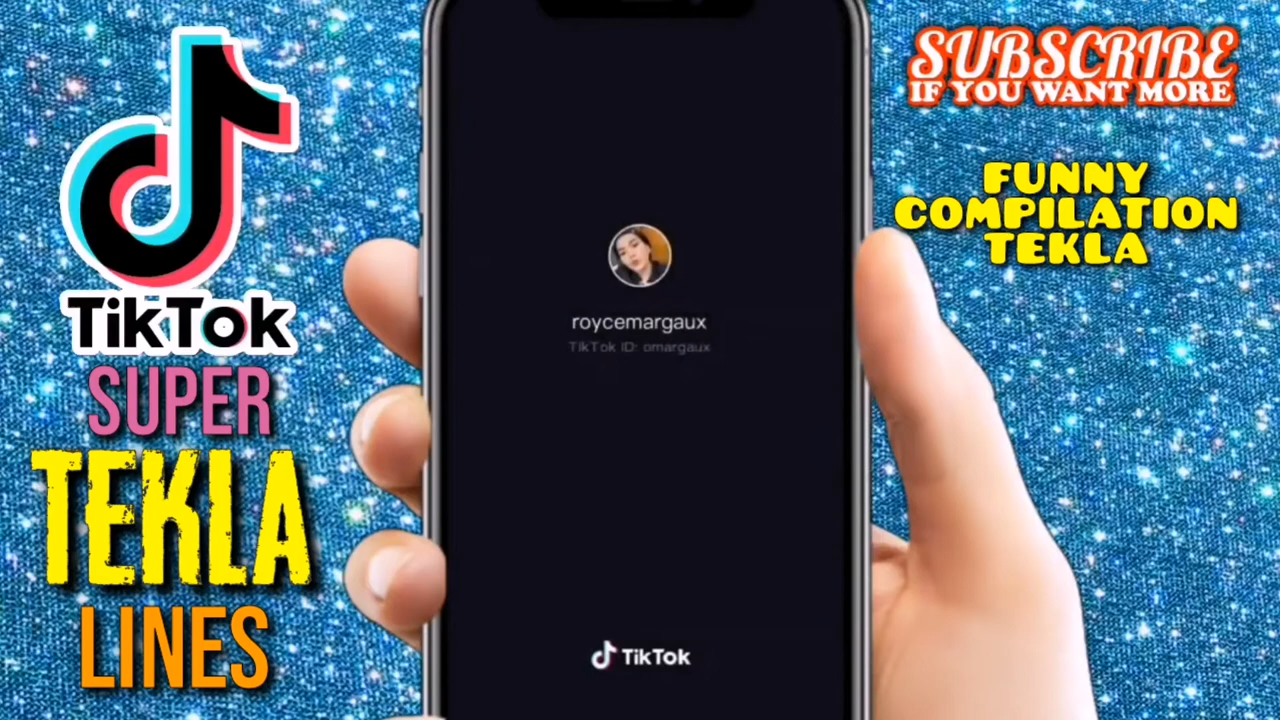 TikTok
SUPER
TEKLA
LINES
roycemargaux
TikTok ID: omargaux
TikTok
SUBSCRIBE
IF YOU WANT MORE
FUNNY
COMPILATION
TEKLA